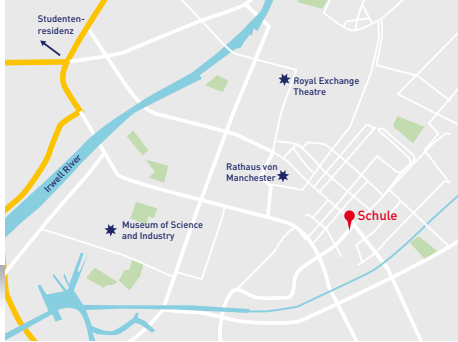 Studenten-
residenz
Royal Exchange
Theatre
Irwell River
Rathaus von
Manchester
Schule
Museum of Science
and Industry